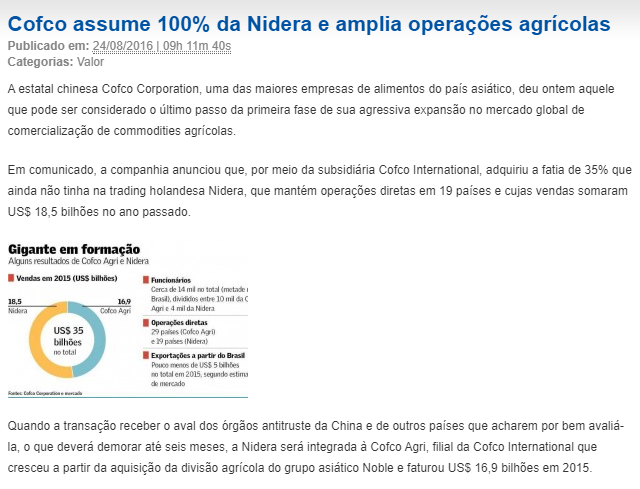 Cofco assume 100% da Nidera e amplia operações agrícolas
Publicado em: 24/08/2016 | 09h 11m 40s
Categorias: Valor
A estatal chinesa Cofco Corporation, uma das maiores empresas de alimentos do país asiático, deu ontem aquele
que pode ser considerado o último passo da primeira fase de sua agressiva expansão no mercado global de
comercialização de commodities agrícolas.
Em comunicado, a companhia anunciou que, por meio da subsidiária Cofco International, adquiriu a fatia de 35% que
ainda não tinha na trading holandesa Nidera, que mantém operações diretas em 19 países e cujas vendas somaram
US$ 18,5 bilhões no ano passado.
Gigante em formação
Alguns resultados de Cofco Agri e Nidera
Vendas em 2015 (US$ bilhões)
18,5
Nidera
16,9
Cofco Agri
US$ 35
bilhões
no total
Funcionários
Cerca de 14 mil no total (metade
Brasil), divididos entre 10 mil da C
Agri e 4 mil da Nidera
Operações diretas
29 países (Cofco Agri)
e 19 países (Nidera)
Exportações a partir do Brasil
Pouco menos de US$ 5 bilhões
no total em 2015, segundo estima
de mercado
Fontes: Cofco Corporation e mercado
Quando a transação receber o aval dos órgãos antitruste da China e de outros países que acharem por bem avaliá-
la, o que deverá demorar até seis meses, a Nidera será integrada à Cofco Agri, filial da Cofco International que
cresceu a partir da aquisição da divisão agrícola do grupo asiático Noble e faturou US$ 16,9 bilhões em 2015.